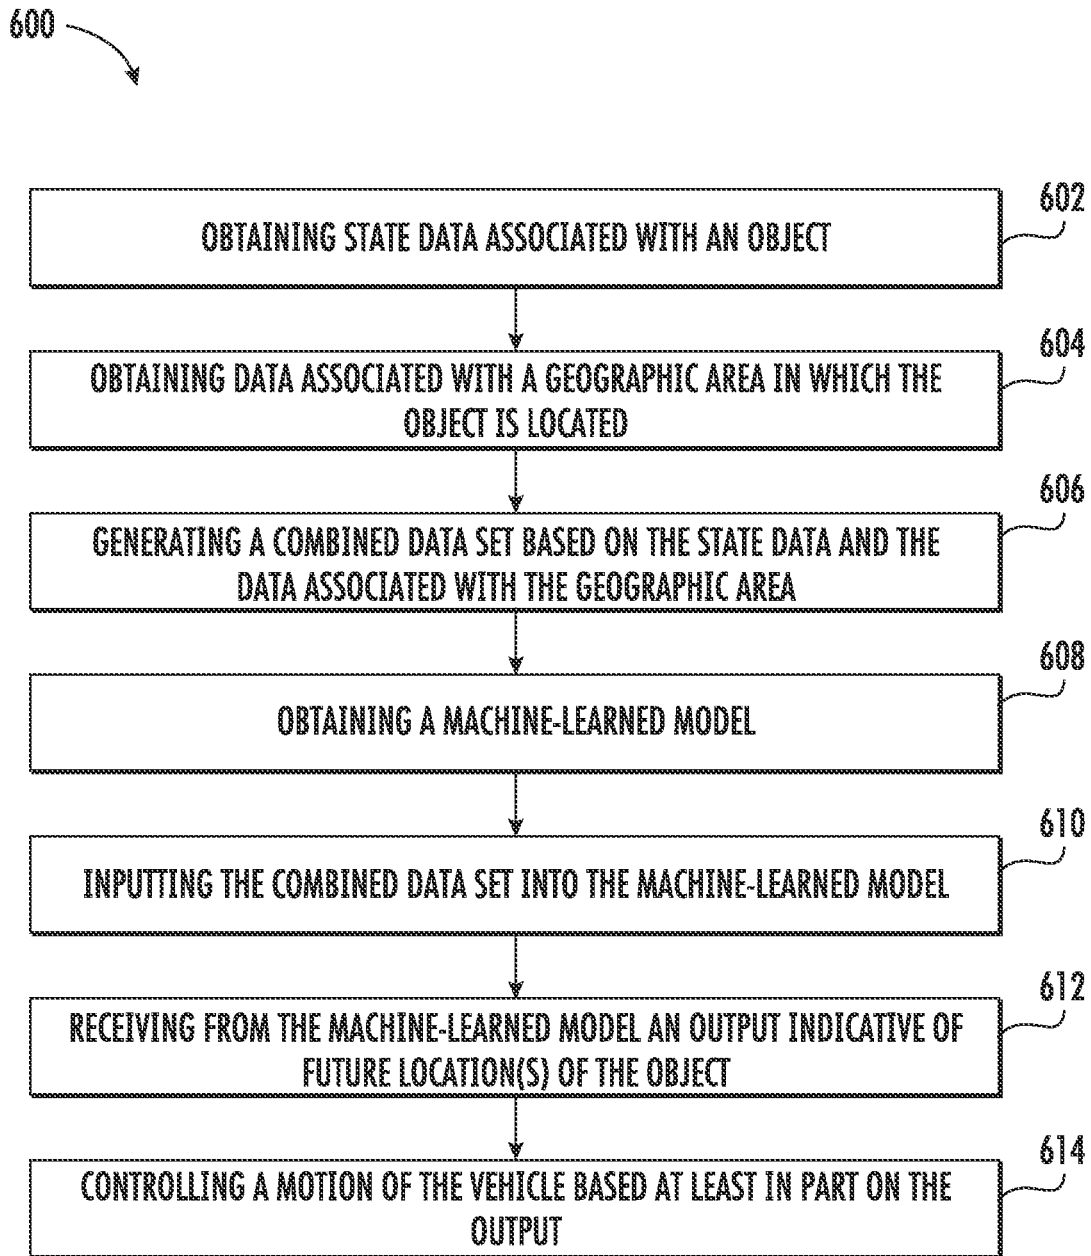 600
OBTAINING STATE DATA ASSOCIATED WITH AN OBJECT
602
OBTAINING DATA ASSOCIATED WITH A GEOGRAPHIC AREA IN WHICH THE
OBJECT IS LOCATED
604
GENERATING A COMBINED DATA SET BASED ON THE STATE DATA AND THE
DATA ASSOCIATED WITH THE GEOGRAPHIC AREA
606
OBTAINING A MACHINE-LEARNED MODEL
608
INPUTTING THE COMBINED DATA SET INTO THE MACHINE-LEARNED MODEL
610
RECEIVING FROM THE MACHINE-LEARNED MODEL AN OUTPUT INDICATIVE OF
FUTURE LOCATION(S) OF THE OBJECT
612
CONTROLLING A MOTION OF THE VEHICLE BASED AT LEAST IN PART ON THE
OUTPUT
614